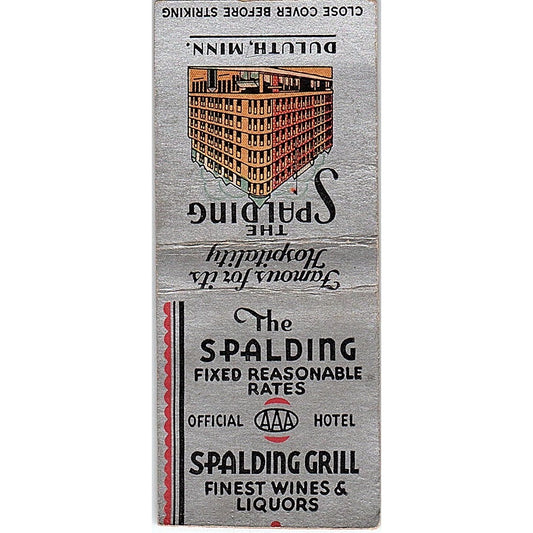 CLOSE COVER BEFORE STRIKING
DULUTH, MINN.
THE
SPALDING
Famous for its
Hospitality
The
SPALDING
FIXED REASONABLE
RATES
OFFICIAL AAA HOTEL
SPALDING GRILL
FINEST WINES &
LIQUORS